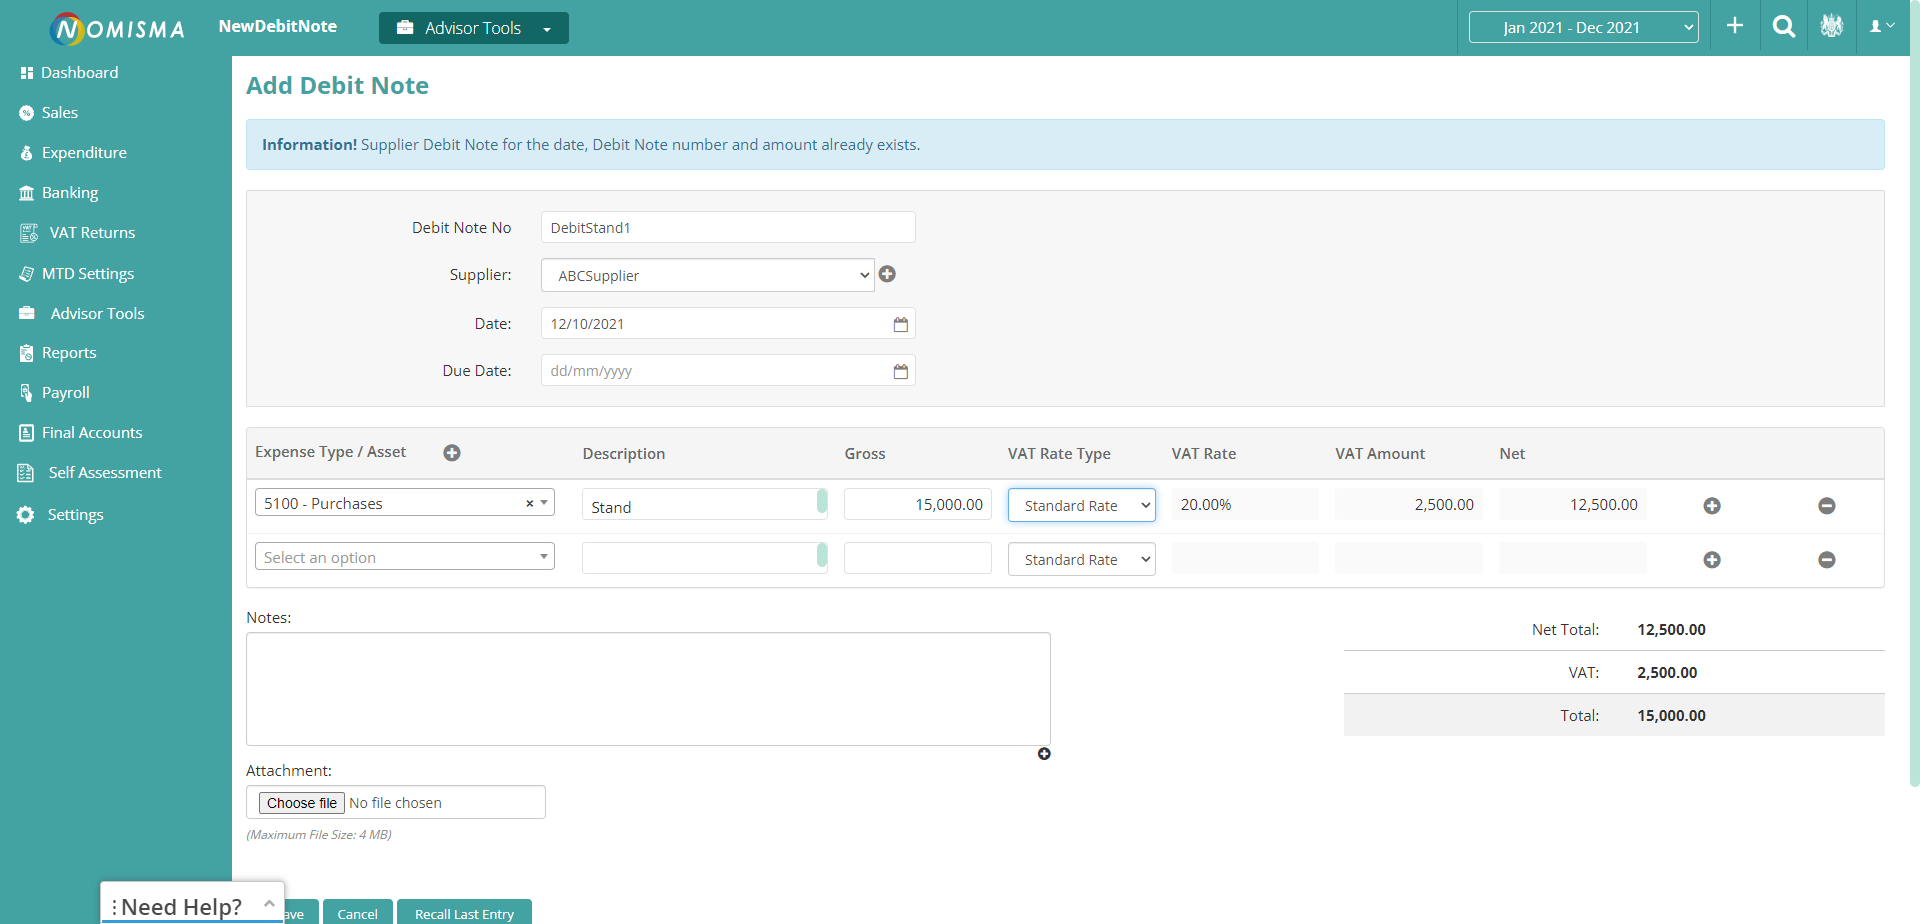 NOMISMA
NewDebitNote
Advisor Tools
Jan 2021 - Dec 2021
Dashboard
Sales
Expenditure
Banking
VAT Returns
MTD Settings
Advisor Tools
Reports
Payroll
Final Accounts
Self Assessment
Settings
Add Debit Note
Information! Supplier Debit Note for the date, Debit Note number and amount already exists.
Debit Note No DebitStand1
Supplier: ABCSupplier
Date: 12/10/2021
Due Date: dd/mm/yyyy
Expense Type / Asset Description Gross VAT Rate Type VAT Rate VAT Amount Net
5100 - Purchases × Stand 15,000.00 Standard Rate 20.00% 2,500.00 12,500.00
Select an option Standard Rate
Notes:
Net Total: 12,500.00
VAT: 2,500.00
Total: 15,000.00
Attachment:
Choose file No file chosen
(Maximum File Size: 4 MB)
Need Help?
ave Cancel Recall Last Entry